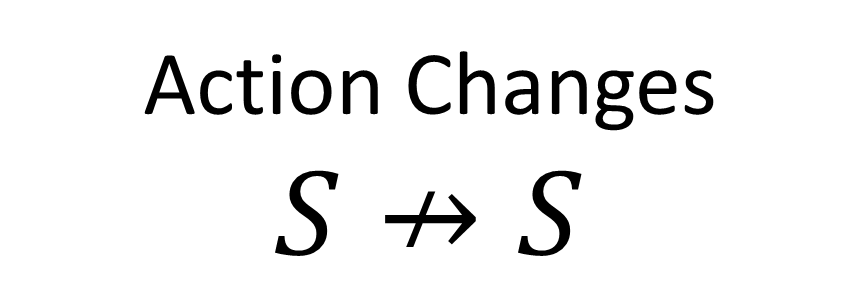 Action Changes
𝑆 ↛ 𝑆